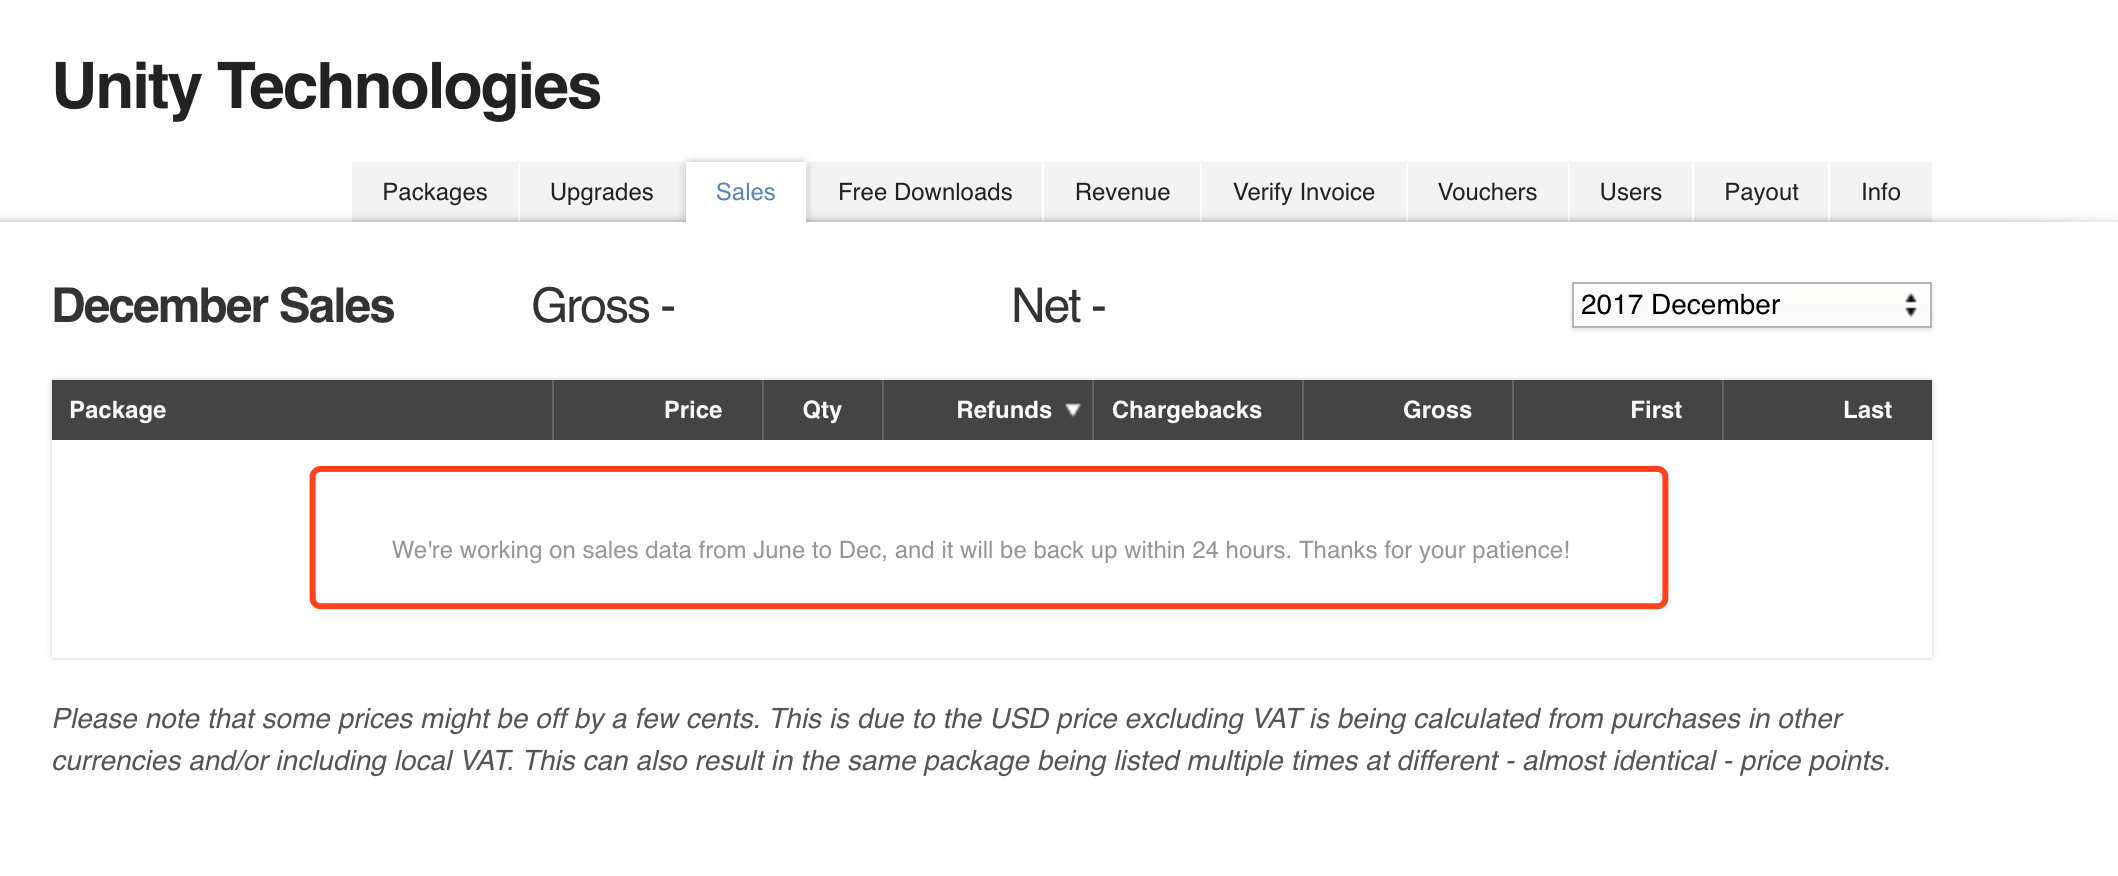 Unity Technologies
Packages Upgrades Sales Free Downloads Revenue Verify Invoice Vouchers Users Payout Info
December Sales Gross - Net - 2017 December
Package Price Qty Refunds Chargebacks Gross First Last
We're working on sales data from June to Dec, and it will be back up within 24 hours. Thanks for your patience!
Please note that some prices might be off by a few cents. This is due to the USD price excluding VAT is being calculated from purchases in other
currencies and/or including local VAT. This can also result in the same package being listed multiple times at different - almost identical - price points.